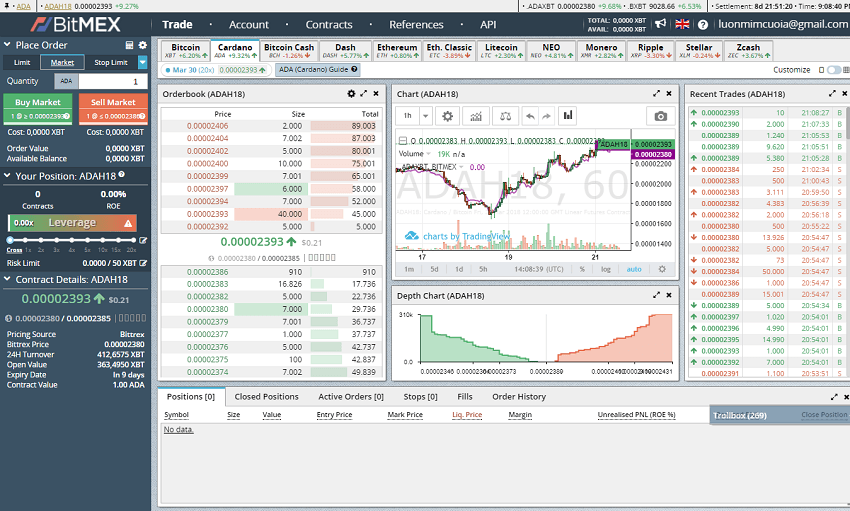 ADA ADAH18 0.00002393 +9.27% ADAXBT 0.00002380 +9.68% .BXT 9028.66 +6.53% Settlement: 8d 21:51:20 Time: 9:08:40 PM
BitMEX Trade Account Contracts References API TOTAL: 0,0000 XBT AVAIL: 0,0000 XBT luonmimcuoia@gmail.com
Place Order
Limit Market Stop Limit
Quantity ADA 1
Buy Market Sell Market
1 @ ≥ 0.00002393 1 @ ≤ 0.00002386
Cost: 0,0000 XBT Cost: 0,0000 XBT
Order Value 0,0000 XBT
Available Balance 0,0000 XBT
Your Position: ADAH18
0 0.00%
Contracts ROE
0.00x Leverage
Cross 1x 2x 3x 5x 10x 15x 20x
Risk Limit 0.0000 / 50 XBT
Contract Details: ADAH18
0.00002393 $0.21
0.00002380 / 0.00002385
Pricing Source Bittrex
Bittrex Price 0.00002380
24H Turnover 412,6575 XBT
Open Value 363,4950 XBT
Expiry Date In 9 days
Contract Value 1.00 ADA
Bitcoin Cardano Bitcoin Cash Dash Ethereum Eth. Classic Litecoin NEO Monero Ripple Stellar Zcash
XBT +6.20% ADA +9.32% BCH -1.26% DASH +5.77% ETH +0.80% ETC -3.89% LTC +2.30% NEO +4.81% XMR +2.82% XRP -3.30% XLM -0.24% ZEC +3.67%
Mar 30 (20x) 0.00002393 ADA (Cardano) Guide Customize
Orderbook (ADAH18)
Price Size Total
0.00002406 2.000 89.003
0.00002404 7.002 87.003
0.00002402 5.000 80.001
0.00002400 10.000 75.001
0.00002399 7.001 65.001
0.00002397 6.000 58.000
0.00002394 7.000 52.000
0.00002393 40.000 45.000
0.00002392 5.000 5.000
0.00002393 $0.21
0.00002380 / 0.00002385
0.00002386 910 910
0.00002383 16.826 17.736
0.00002382 5.000 22.736
0.00002380 7.000 29.736
0.00002379 7.001 36.737
0.00002377 1.000 37.737
0.00002376 5.000 42.737
0.00002375 100 42.837
0.00002374 7.002 49.839
Chart (ADAH18)
1h
O 0.00002383 H 0.00002393 L 0.00002383 C 0.00002393
ADAH18 0.00002393
Volume 19K n/a
0.00002380
ADAXBT, BITMEX 0.00
ADAH18, 60
0.00002200
0.00002000
0.00001800
0.00001600
0.00001400
charts by TradingView
17 19 21
1m 5d 1d 5h 14:08:39 (UTC) % log auto
Depth Chart (ADAH18)
310k
0.0
0.00002346 0.00002373 0.00002389 0.00002431
Recent Trades (ADAH18)
0.00002393 10 21:08:27 B
0.00002390 2.000 21:07:33 B
0.00002389 1.240 21:05:53 B
0.00002389 9.620 21:05:51 B
0.00002389 5.380 21:05:28 B
0.00002384 250 21:02:34 S
0.00002383 500 21:00:43 S
0.00002383 3.111 20:59:50 S
0.00002382 4.383 20:56:39 S
0.00002382 2.000 20:56:18 S
0.00002380 500 20:55:22 S
0.00002380 13.926 20:54:47 S
0.00002382 5.000 20:54:47 S
0.00002382 73 20:54:47 S
0.00002384 50.000 20:54:47 S
0.00002386 1.000 20:54:47 S
0.00002389 15.001 20:54:47 S
0.00002389 5.000 20:54:34 B
0.00002387 1.020 20:54:05 B
0.00002396 4.990 20:54:01 B
0.00002395 14.990 20:54:01 B
0.00002393 1.000 20:54:01 B
0.00002392 7.000 20:54:01 B
0.00002391 1.100 20:53:51 S
Positions [0] Closed Positions Active Orders [0] Stops [0] Fills Order History
Symbol Size Value Entry Price Mark Price Liq. Price Margin Unrealised PNL (ROE %) Close Position
Trollbox (269)
No data.